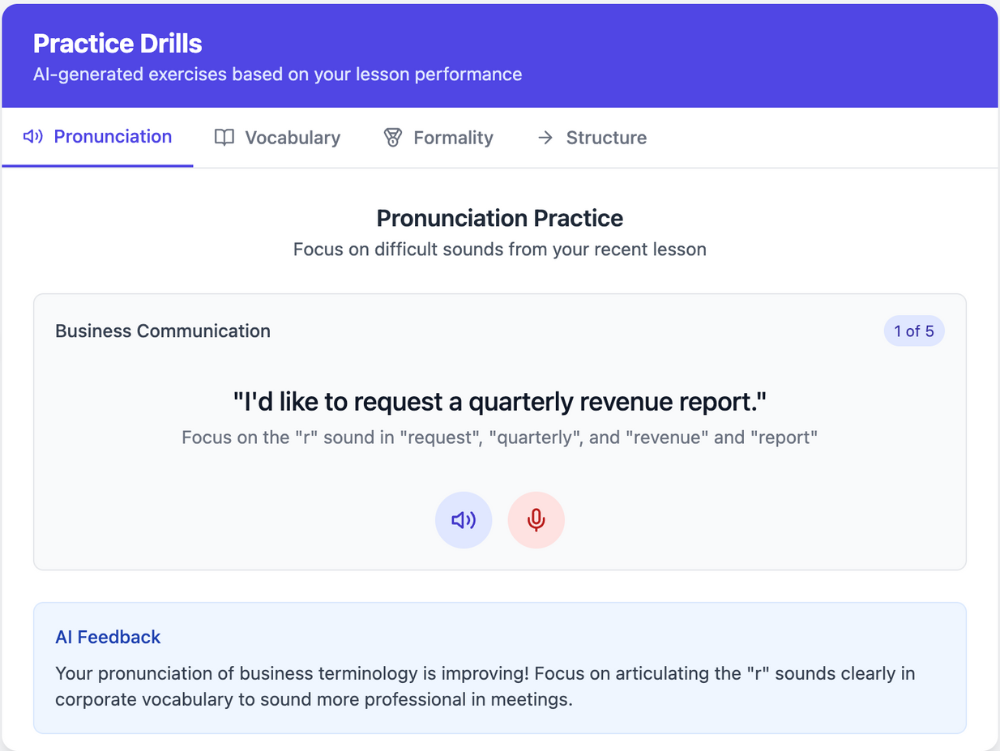 Practice Drills
AI-generated exercises based on your lesson performance
Pronunciation
Vocabulary
Formality
Structure
Pronunciation Practice
Focus on difficult sounds from your recent lesson
Business Communication
1 of 5
"I'd like to request a quarterly revenue report."
Focus on the "r" sound in "request", "quarterly", and "revenue" and "report"
AI Feedback
Your pronunciation of business terminology is improving! Focus on articulating the "r" sounds clearly in
corporate vocabulary to sound more professional in meetings.